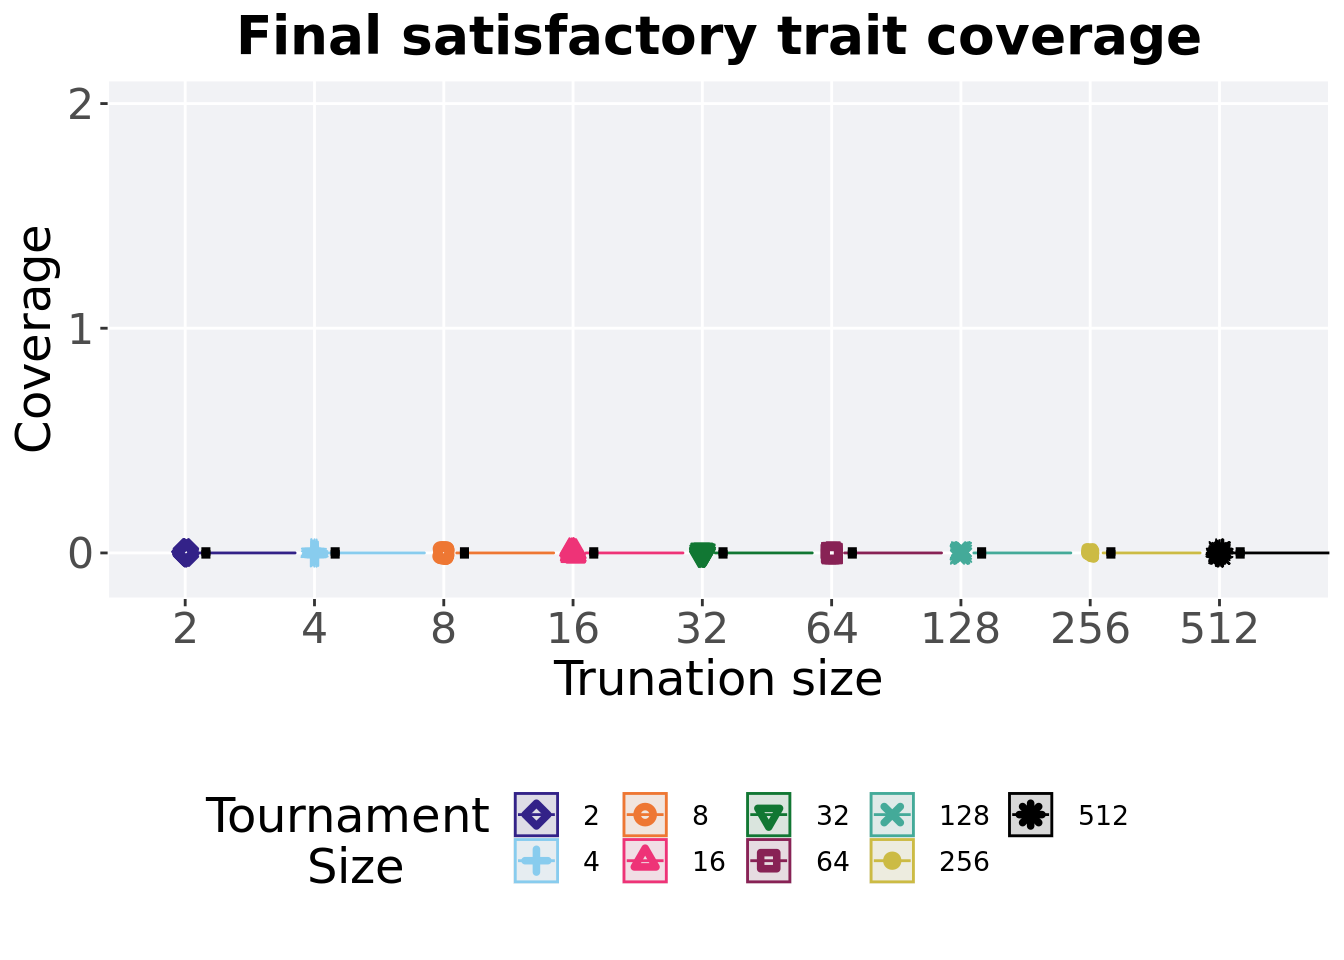 Final satisfactory trait coverage
2
1
0
Coverage
2 4 8 16 32 64 128 256 512
Trunation size
Tournament
Size
2 8 32 128 512
4 16 64 256